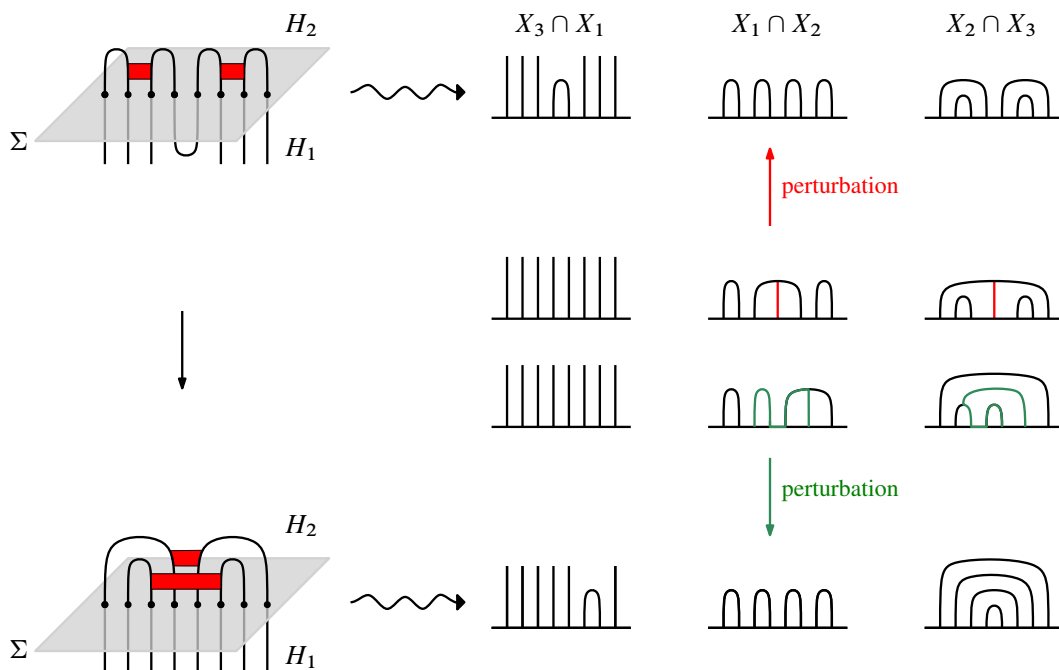 H₂
X₃ ∩ X₁
X₁ ∩ X₂
X₂ ∩ X₃
Σ
H₁
perturbation
perturbation
H₂
Σ
H₁